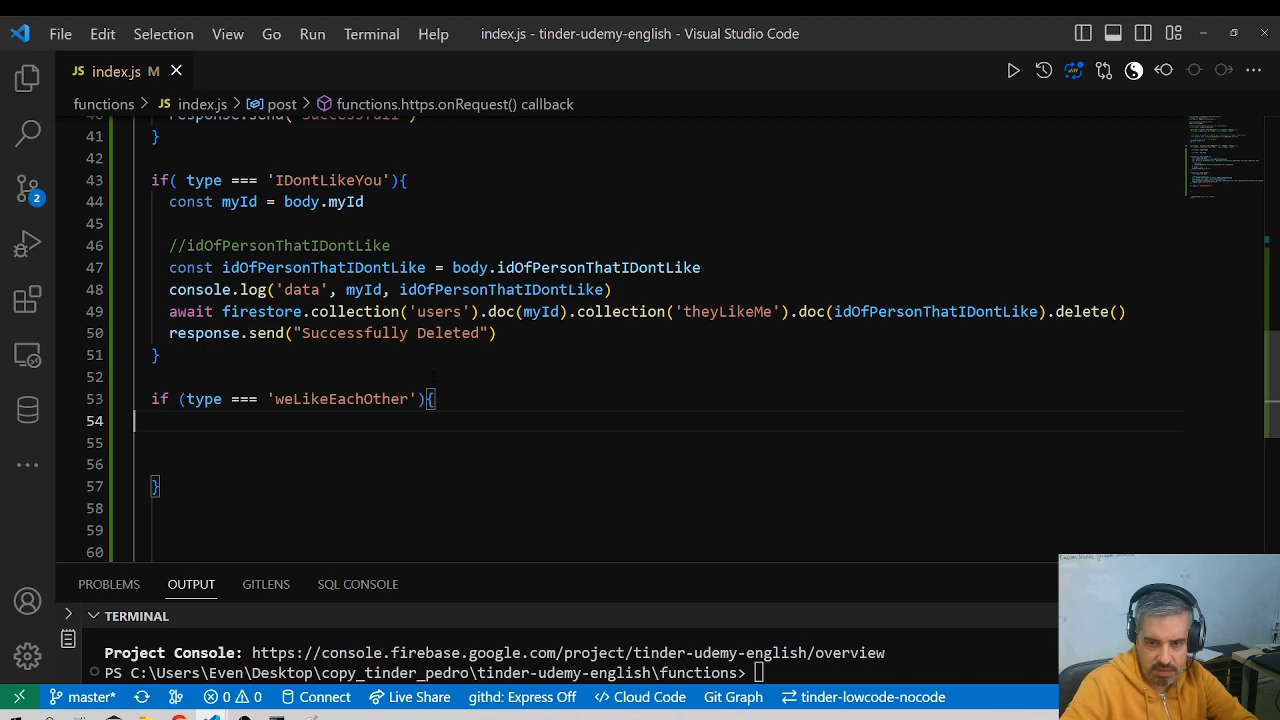 File Edit Selection View Go Run Terminal Help index.js - tinder-udemy-english - Visual Studio Code
JS index.js M
functions > JS index.js > post > functions.https.onRequest() callback
41 }
42
43 if( type === 'IDontLikeYou'){
44 const myId = body.myId
45
46 //idOfPersonThatIDontLike
47 const idOfPersonThatIDontLike = body.idOfPersonThatIDontLike
48 console.log('data', myId, idOfPersonThatIDontLike)
49 await firestore.collection('users').doc(myId).collection('theyLikeMe').doc(idOfPersonThatIDontLike).delete()
50 response.send("Successfully Deleted")
51 }
52
53 if (type === 'weLikeEachOther'){
54
55
56
57 }
58
59
60
2
PROBLEMS OUTPUT GITLENS SQL CONSOLE
TERMINAL
Project Console: https://console.firebase.google.com/project/tinder-udemy-english/overview
PS C:\Users\Even\Desktop\copy_tinder_pedro\tinder-udemy-english\functions>
master* 0 0 Connect Live Share githd: Express Off Cloud Code Git Graph tinder-lowcode-nocode